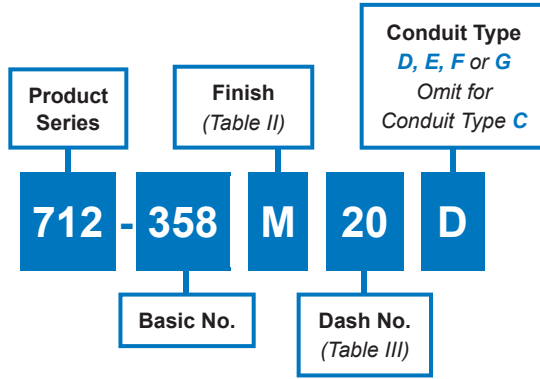 Conduit Type
D, E, F or G
Omit for
Conduit Type C
Product
Series
Finish
(Table II)
712 - 358 M 20 D
Basic No.
Dash No.
(Table III)